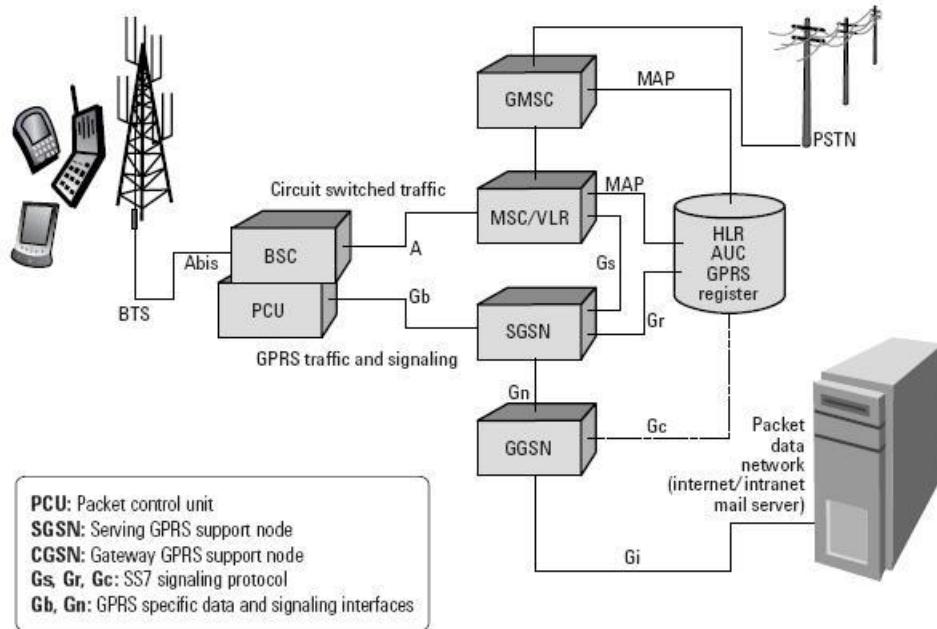 GMSC
MAP
PSTN
Circuit switched traffic
MSC/VLR
MAP
HLR
AUC
GPRS
register
Abis
BSC
A
Gs
BTS
PCU
Gb
SGSN
Gr
GPRS traffic and signaling
Gn
GGSN
Gc
Packet
data
network
(internet/intranet
mail server)
Gi
PCU: Packet control unit
SGSN: Serving GPRS support node
CGSN: Gateway GPRS support node
Gs, Gr, Gc: SS7 signaling protocol
Gb, Gn: GPRS specific data and signaling interfaces